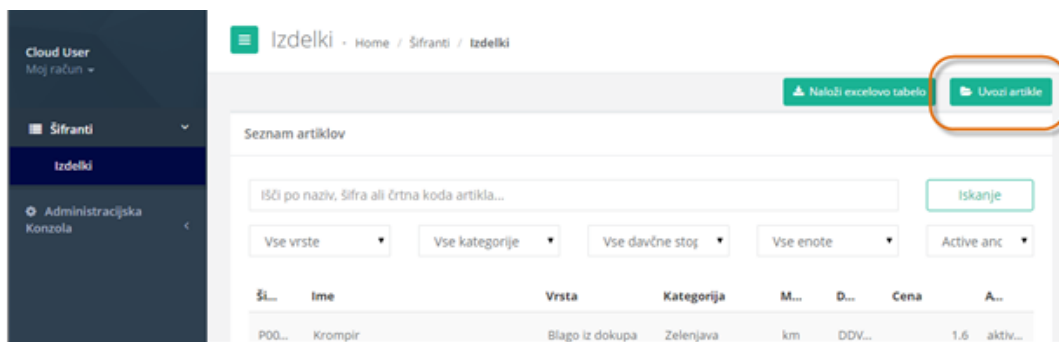 Cloud User
Moj račun
Šifranti
Izdelki
Administracijska
Konzola
Izdelki - Home / Šifranti / Izdelki
Naloži excelovo tabelo
Uvozi artikle
Seznam artiklov
Išči po naziv, šifra ali črtna koda artikla...
Iskanje
Vse vrste Vse kategorije Vse davčne stop Vse enote Active anc
Ši... Ime Vrsta Kategorija M... D... Cena A...
P00... Krompir Blago iz dokupa Zelenjava km DDV... 1.6 aktiv...